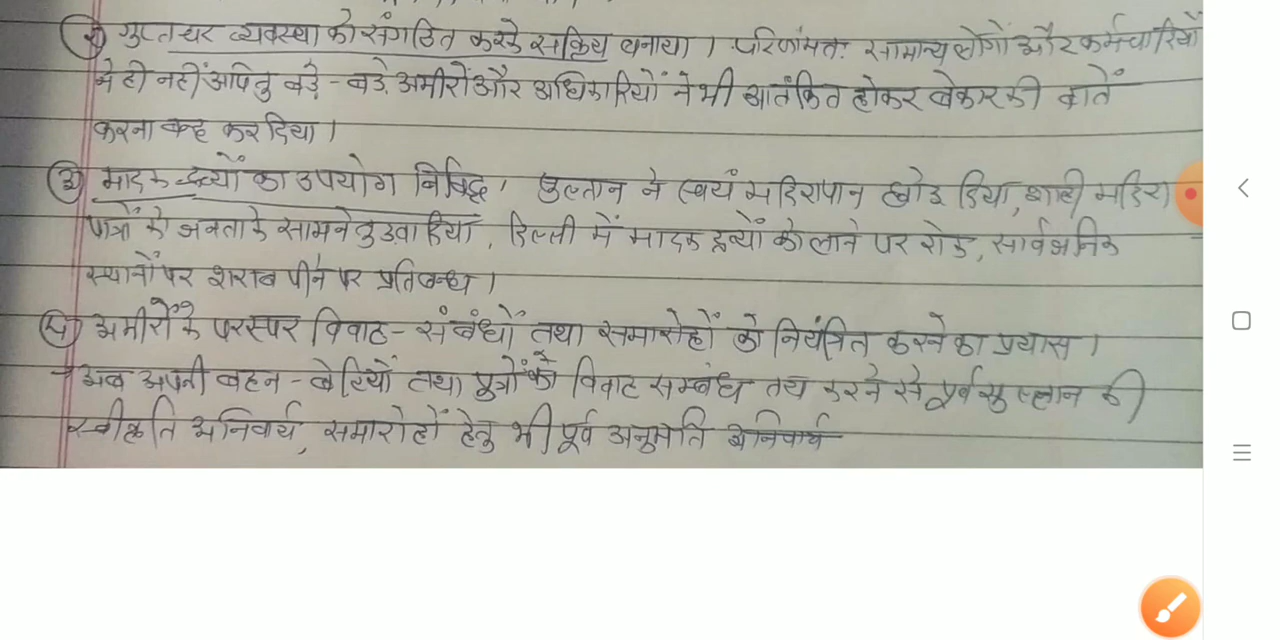 ② गुप्तचर व्यवस्था को संगठित करके सक्रिय बनाया। परिणामतः सामान्य लोगों और कर्मचारियों
ने ही नहीं अपितु बड़े-बड़े अमीरों और अधिकारियों ने भी आतंकित होकर बेकार की बातें
करना बन्द कर दिया।
③ मादक द्रव्यों का उपयोग निषिद्ध। सुल्तान ने स्वयं मदिरापान छोड़ दिया, शाही मदिरा
पात्रों को जनता के सामने तुड़वा दिया, दिल्ली में मादक द्रव्यों को लाने पर रोक, सार्वजनिक
स्थानों पर शराब पीने पर प्रतिबन्ध।
④ अमीरों के परस्पर विवाह-संबंधों तथा समारोहों को नियंत्रित करने का प्रयास।
→ अब अपनी बहन-बेटियों तथा पुत्रों के विवाह सम्बंध तय करने से पूर्व सुल्तान की
स्वीकृति अनिवार्य, समारोहों हेतु भी पूर्व अनुमति अनिवार्य